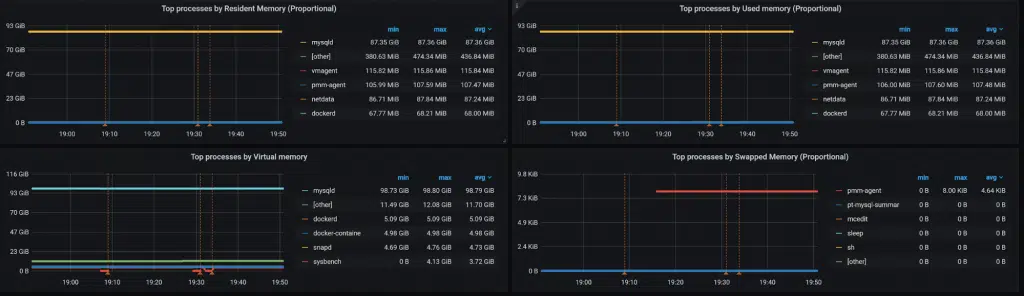 Top processes by Resident Memory (Proportional)
min max avg
93 GiB
70 GiB
47 GiB
23 GiB
0 B
19:00 19:10 19:20 19:30 19:40 19:50
mysqld 87.35 GiB 87.36 GiB 87.36 GiB
[other] 380.63 MiB 474.34 MiB 436.84 MiB
vmagent 115.82 MiB 115.86 MiB 115.84 MiB
pmm-agent 105.99 MiB 107.59 MiB 107.47 MiB
netdata 86.71 MiB 87.84 MiB 87.24 MiB
dockerd 67.77 MiB 68.21 MiB 68.00 MiB
i
Top processes by Used memory (Proportional)
min max avg
93 GiB
70 GiB
47 GiB
23 GiB
0 B
19:00 19:10 19:20 19:30 19:40 19:50
mysqld 87.35 GiB 87.36 GiB 87.36 GiB
[other] 380.63 MiB 474.34 MiB 436.84 MiB
vmagent 115.82 MiB 115.86 MiB 115.84 MiB
pmm-agent 106.00 MiB 107.60 MiB 107.48 MiB
netdata 86.71 MiB 87.84 MiB 87.24 MiB
dockerd 67.77 MiB 68.21 MiB 68.00 MiB
Top processes by Virtual memory
min max avg
116 GiB
93 GiB
70 GiB
47 GiB
23 GiB
0 B
19:00 19:10 19:20 19:30 19:40 19:50
mysqld 98.73 GiB 98.80 GiB 98.79 GiB
[other] 11.49 GiB 12.08 GiB 11.70 GiB
dockerd 5.09 GiB 5.09 GiB 5.09 GiB
docker-containe 4.98 GiB 4.98 GiB 4.98 GiB
snapd 4.69 GiB 4.76 GiB 4.73 GiB
sysbench 0 B 4.13 GiB 3.72 GiB
Top processes by Swapped Memory (Proportional)
min max avg
9.8 KiB
7.3 KiB
4.9 KiB
2.4 KiB
0 B
19:00 19:10 19:20 19:30 19:40 19:50
pmm-agent 0 B 8.00 KiB 4.64 KiB
pt-mysql-summar 0 B 0 B 0 B
mcedit 0 B 0 B 0 B
sleep 0 B 0 B 0 B
sh 0 B 0 B 0 B
[other] 0 B 0 B 0 B